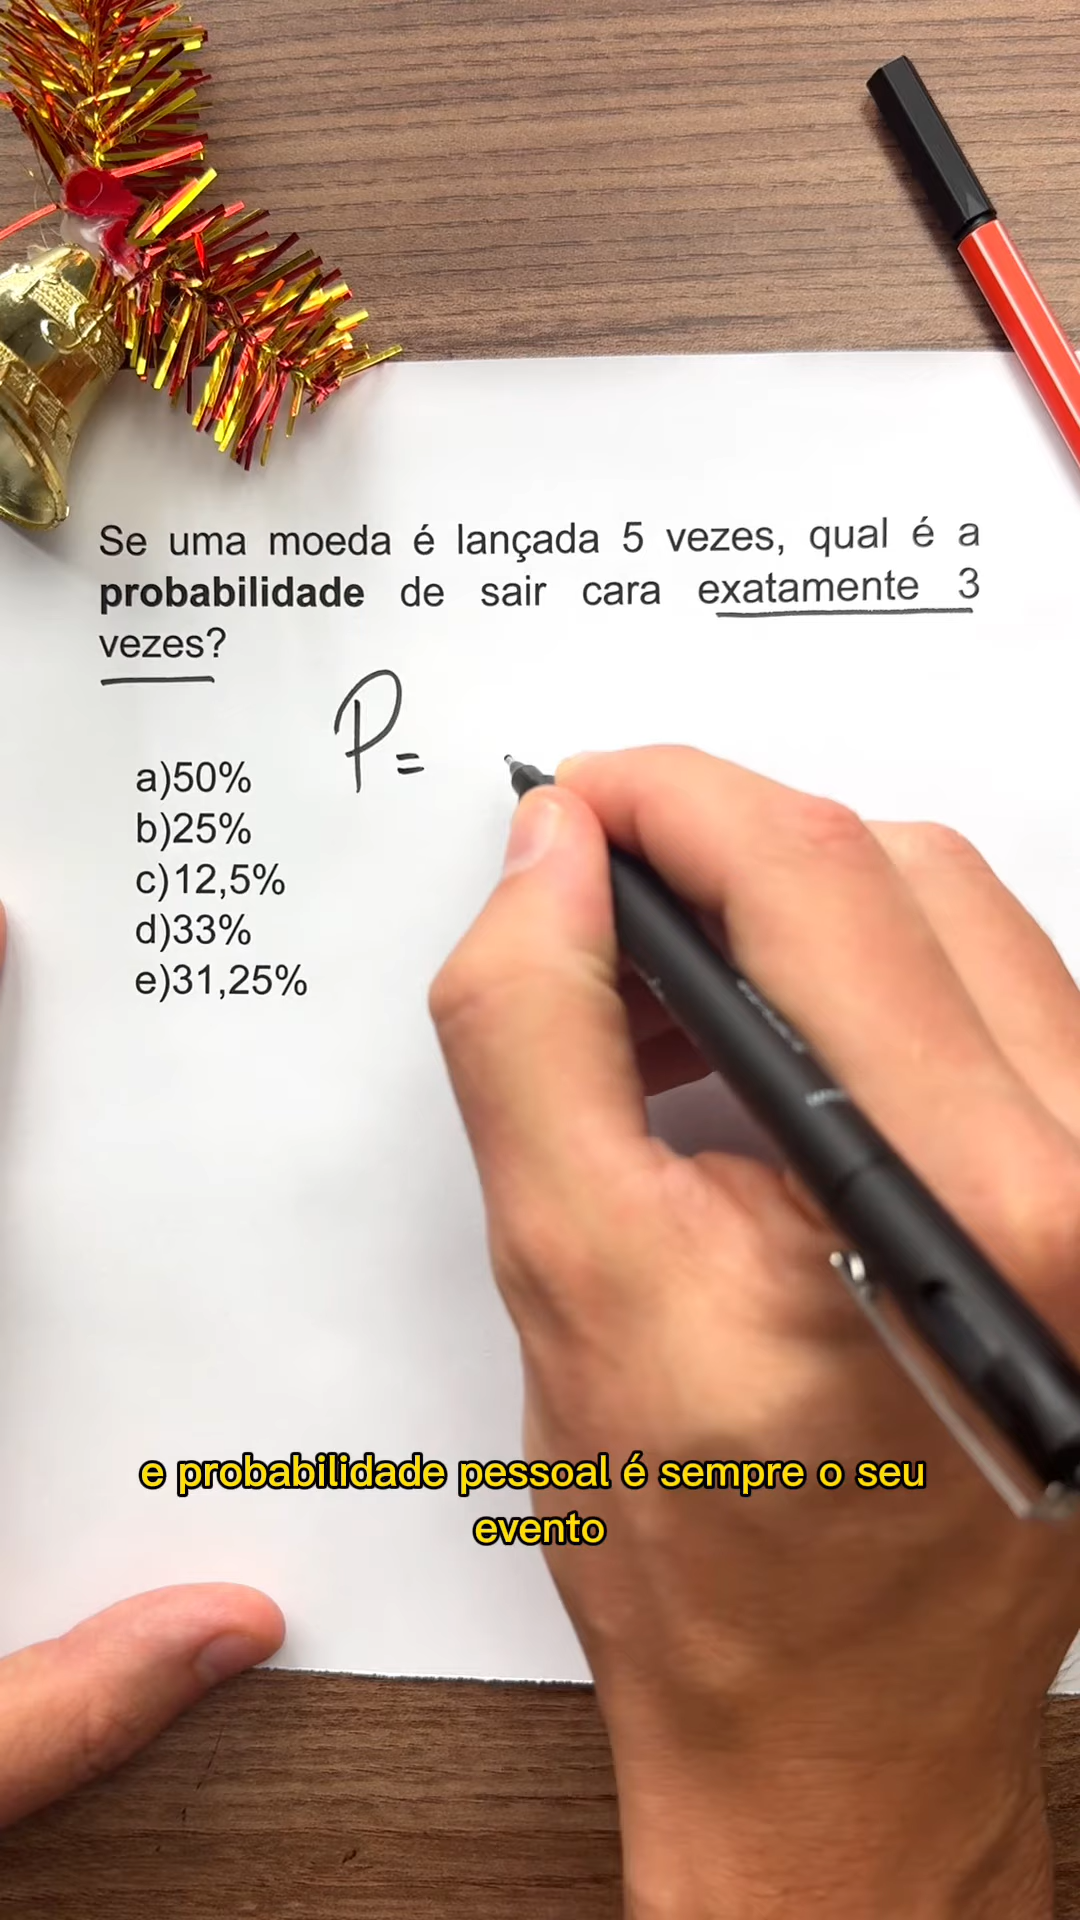 Se uma moeda é lançada 5 vezes, qual é a
probabilidade de sair cara exatamente 3
vezes?
P=
a)50%
b)25%
c)12,5%
d)33%
e)31,25%
e probabilidade pessoal é sempre o seu
evento